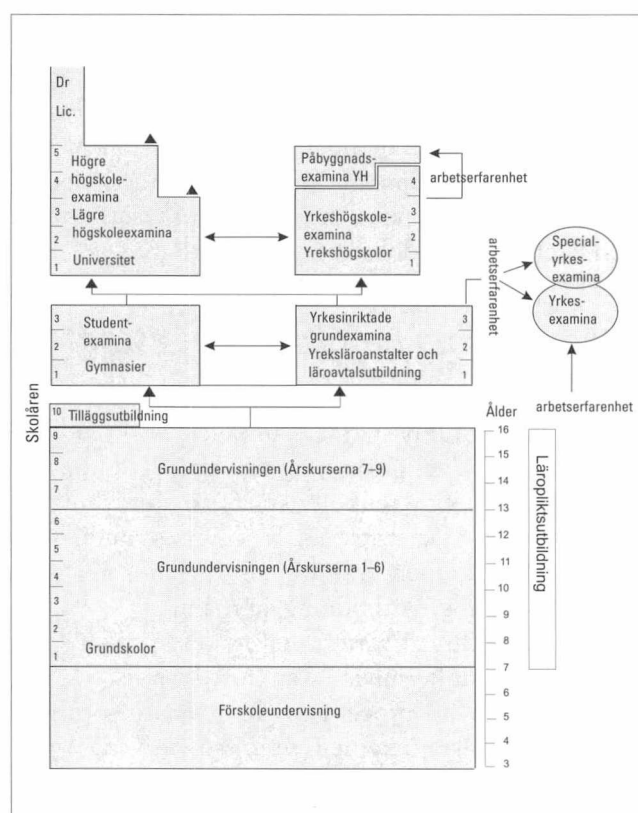 Dr
Lic.
5
4
3
2
1
Högre
högskole-
examina
Lägre
högskoleexamina
Universitet
Påbyggnads-
examina YH
4
3
2
1
Yrkeshögskole-
examina
Yrekshögskolor
arbetserfarenhet
arbetserfarenhet
Special-
yrkes-
examina
Yrkes-
examina
arbetserfarenhet
3
2
1
Student-
examina
Gymnasier
Yrkesinriktade
grundexamina
Yreksläroanstalter och
läroavtalsutbildning
3
2
1
Skolåren
10 Tilläggsutbildning
9
8
7
Grundundervisningen (Årskurserna 7–9)
6
5
4
3
2
1
Grundundervisningen (Årskurserna 1–6)
Grundskolor
Förskoleundervisning
Ålder
16
15
14
13
12
11
10
9
8
7
6
5
4
3
Läropliktsutbildning